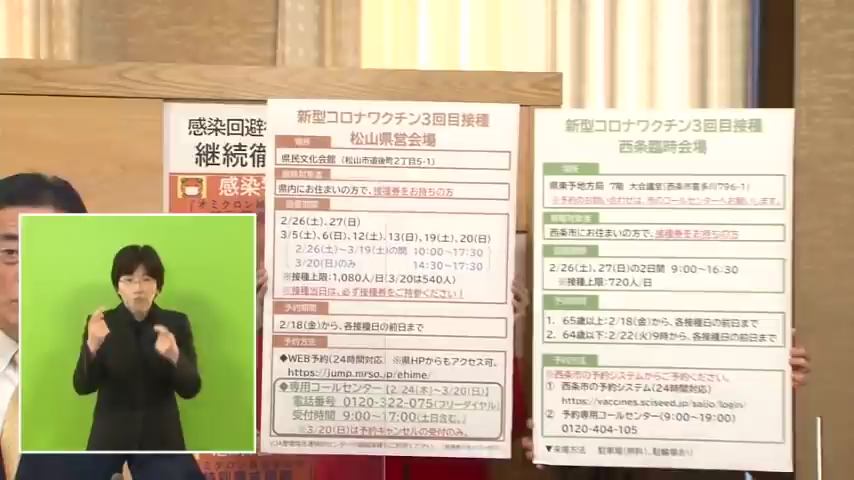 感染回避
継続徹
感染
新型コロナワクチン3回目接種
松山県営会場
場所
県民文化会館(松山市道後町2丁目5-1)
県内にお住まいの方で、接種券をお持ちの方
2/26(土)、27(日)
3/5(土)、6(日)、12(土)、13(日)、19(土)、20(日)
2/26(土)~3/19(土)の間 10:00~17:30
3/20(日)のみ 14:30~17:30
※接種上限:1,080人/日(3/20は540人)
※接種当日は、必ず接種券をご持参ください!
予約期間
2/18(金)から、各接種日の前日まで
予約方法
◆WEB予約(24時間対応 ※県HPからもアクセス可。
https://jump.mrso.jp/ehime/
◆専用コールセンター【2/24(木)~3/20(日)】
電話番号 0120-322-075(フリーダイヤル)
受付時間 9:00~17:00(土日含む。)
※3/20(日)は予約キャンセルの受付のみ。
新型コロナワクチン3回目接種
西条臨時会場
場所
県東予地方局 7階 大会議室(西条市喜多川796-1)
※予約のお問い合わせは、市のコールセンターへお願いします。
西条市にお住まいの方で、接種券をお持ちの方
2/26(土)、27(日)の2日間 9:00~16:30
※接種上限:720人/日
予約期間
1. 65歳以上:2/18(金)から、各接種日の前日まで
2. 64歳以下:2/22(火)9時から、各接種日の前日まで
予約方法
※西条市の予約システムからご予約ください。
① 西条市の予約システム(24時間対応)
https://vaccines.sciseed.jp/saijo/login/
② 予約専用コールセンター(9:00~19:00)
0120-404-105
▼来場方法 駐車場(無料)、駐輪場あり